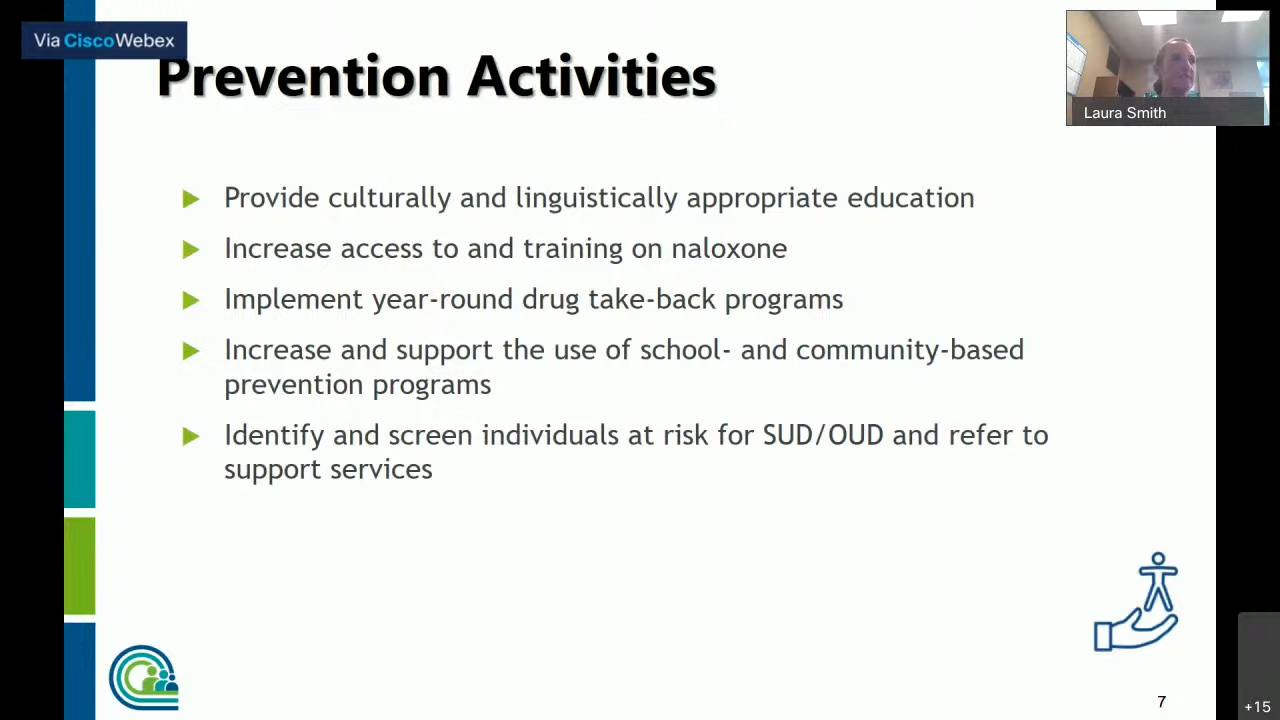 Via CiscoWebex
Prevention Activities
Laura Smith
Provide culturally and linguistically appropriate education
Increase access to and training on naloxone
Implement year-round drug take-back programs
Increase and support the use of school- and community-based
prevention programs
Identify and screen individuals at risk for SUD/OUD and refer to
support services
7
+15